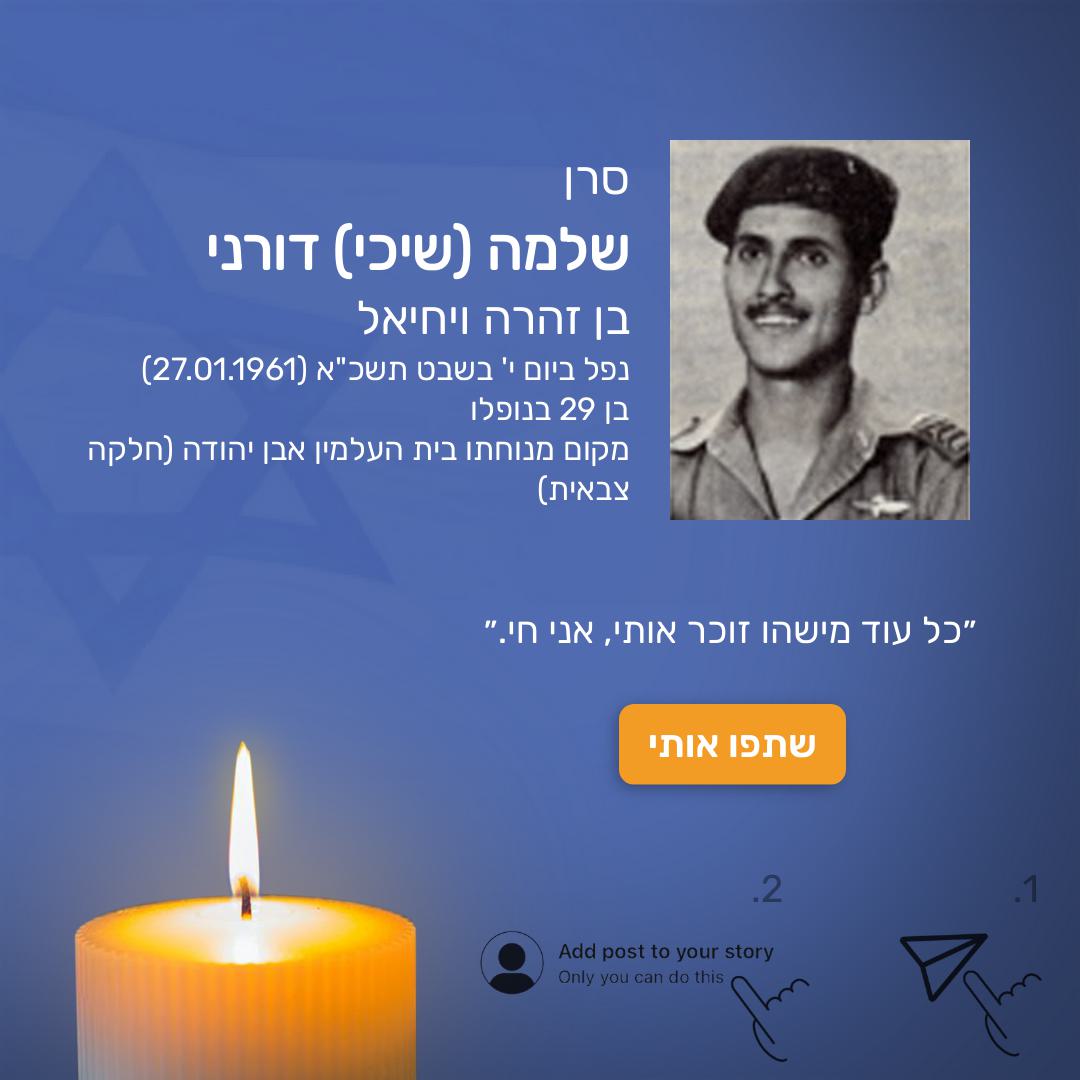 סרן
שלמה (שיכי) דורני
בן זהרה ויחיאל
נפל ביום י' בשבט תשכ"א (27.01.1961)
בן 29 בנופלו
מקום מנוחתו בית העלמין אבן יהודה (חלקה
צבאית)
״כל עוד מישהו זוכר אותי, אני חי.״
שתפו אותי
.1
.2
Add post to your story
Only you can do this